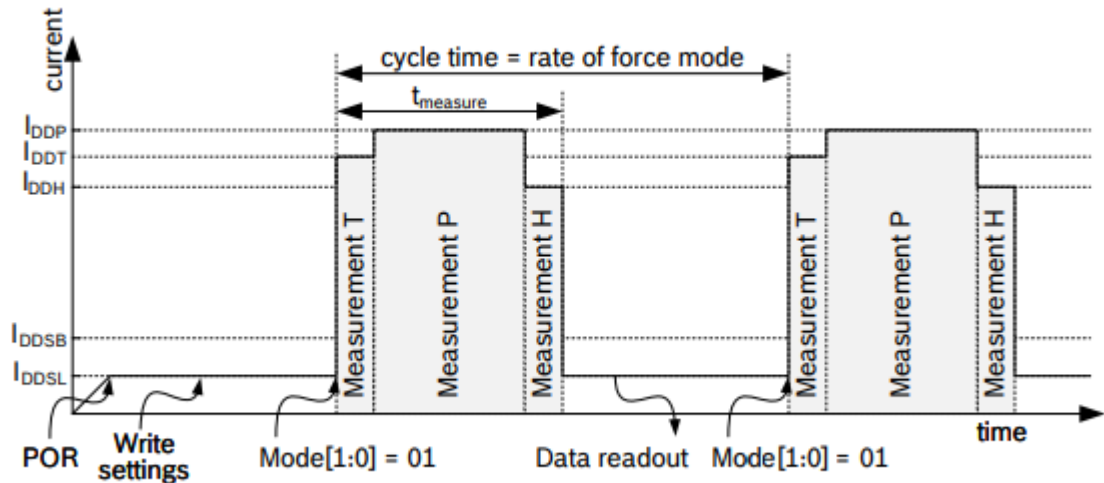 current
cycle time = rate of force mode
tmeasure
IDDP
IDDT
IDDH
IDDSB
IDDSL
Measurement T
Measurement P
Measurement H
Measurement T
Measurement P
Measurement H
time
POR
Write
settings
Mode[1:0] = 01
Data readout
Mode[1:0] = 01